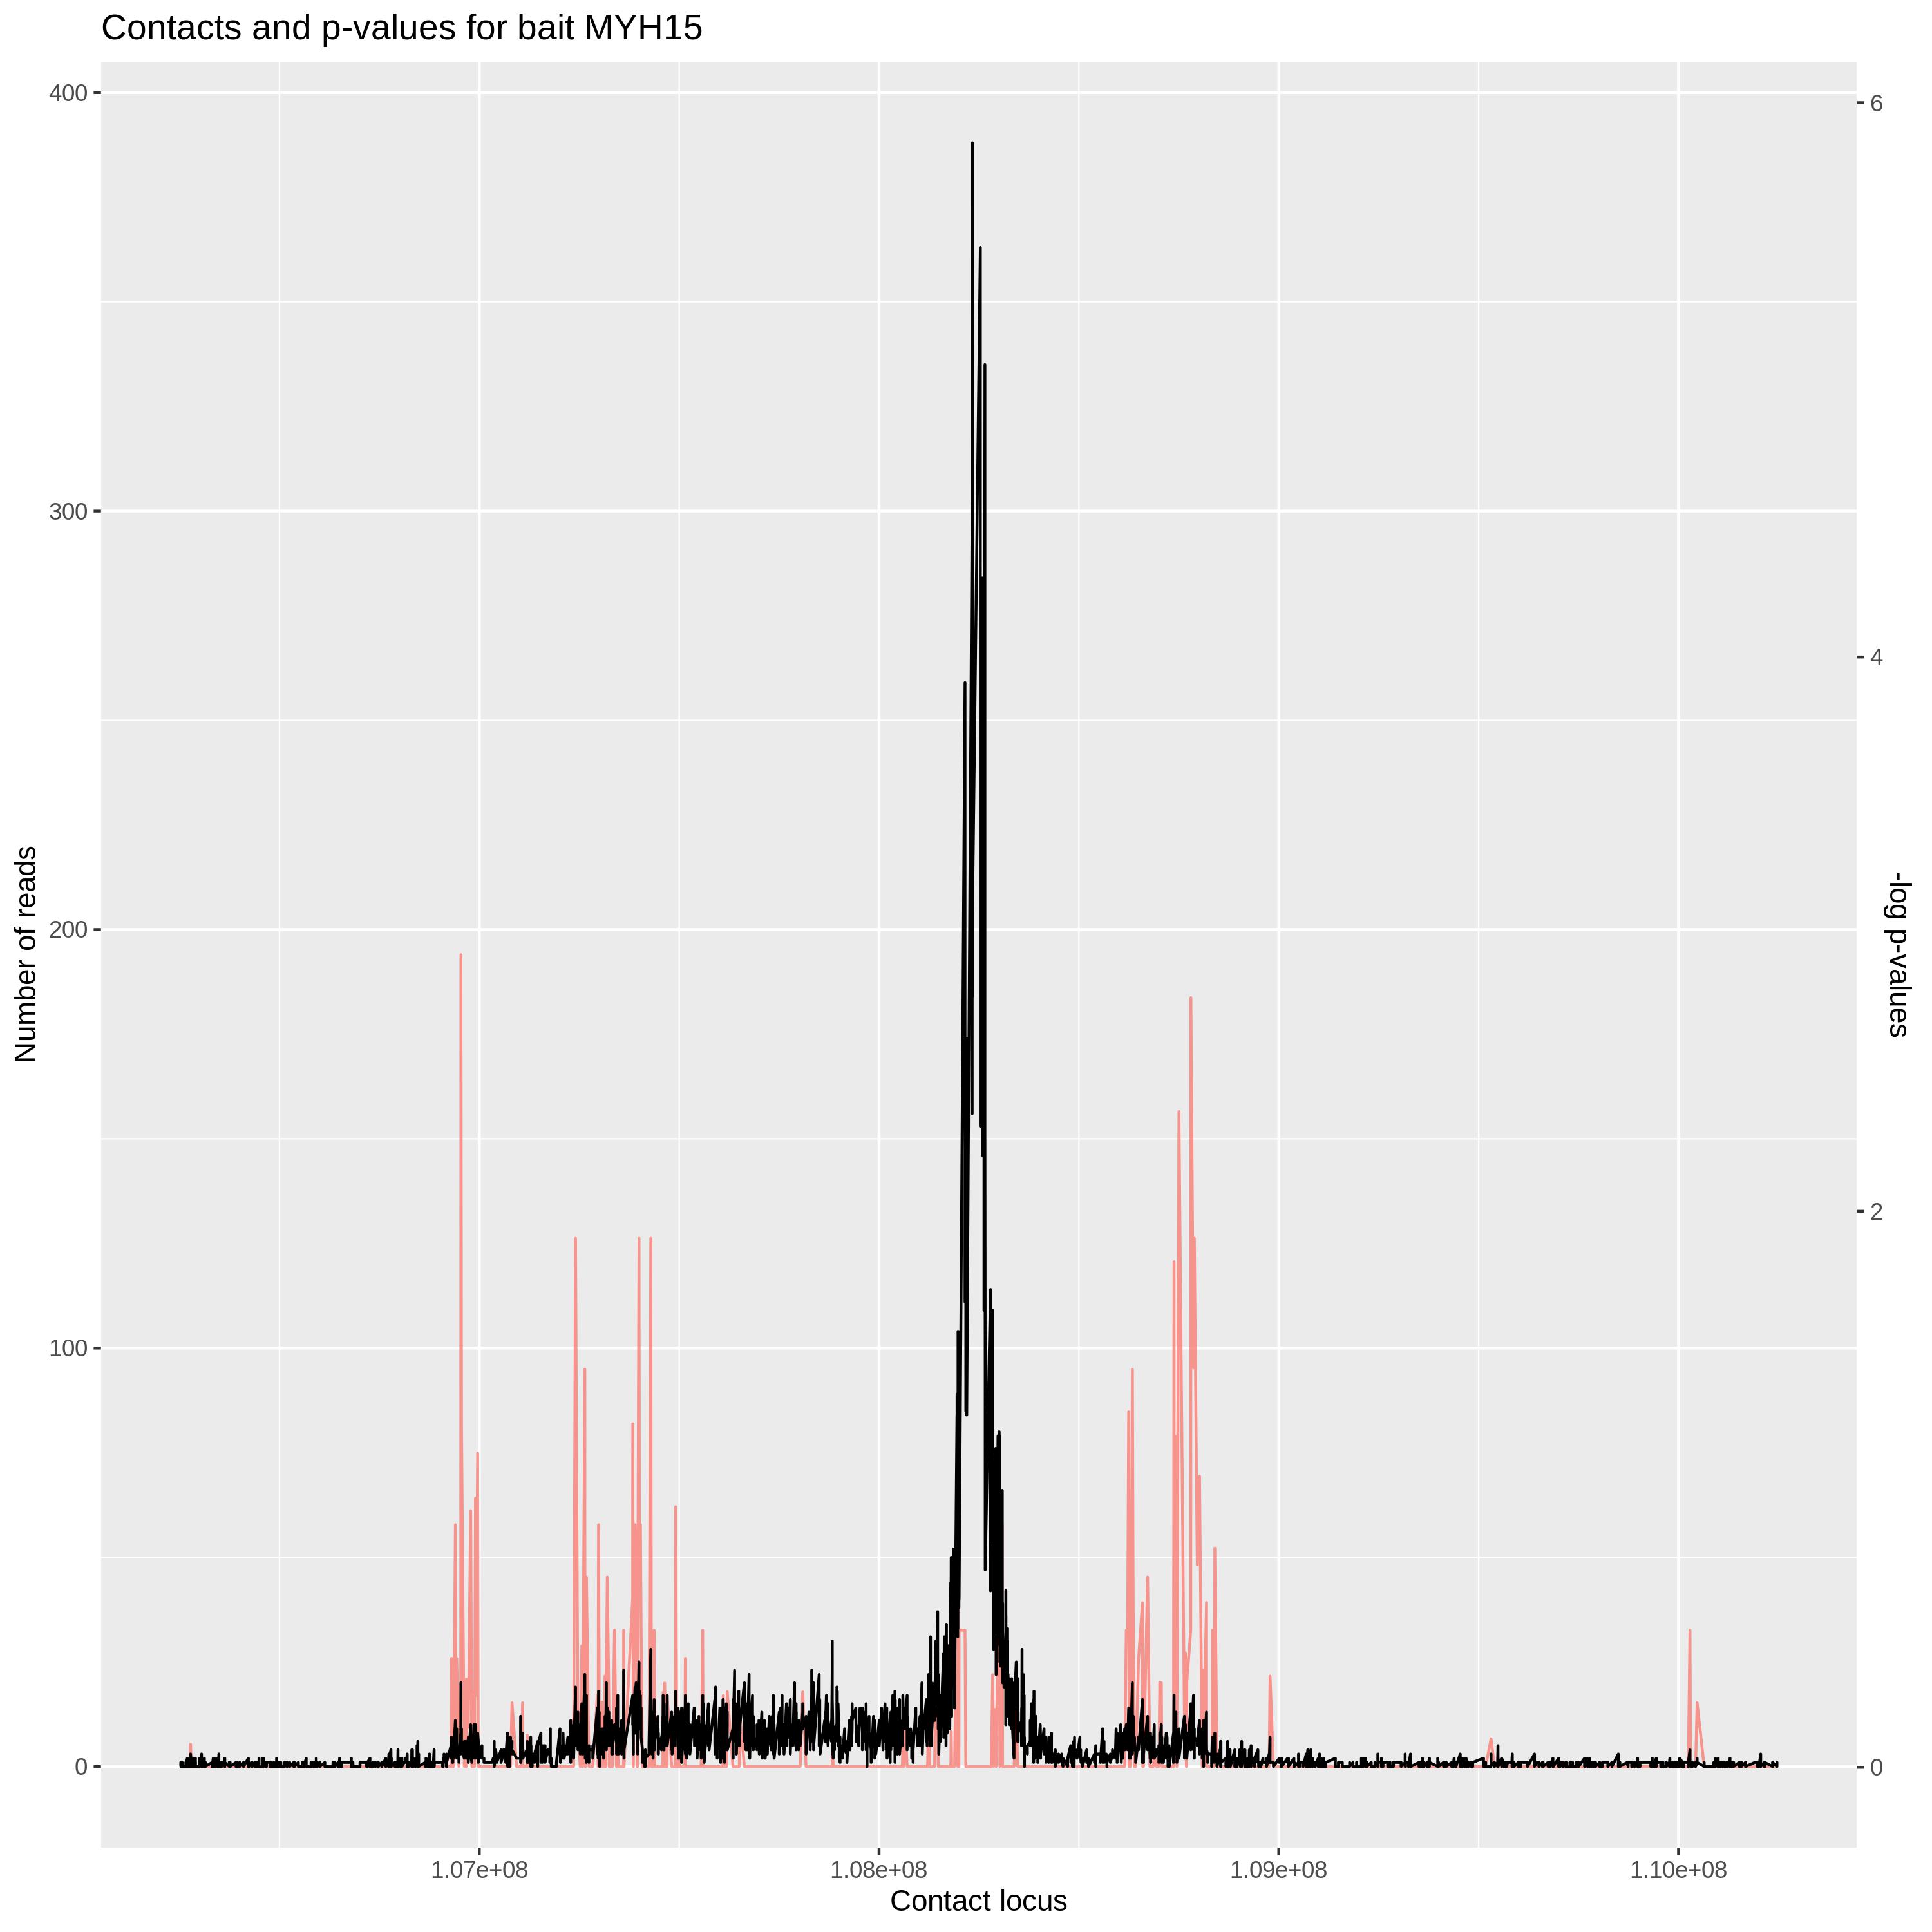 Contacts and p-values for bait MYH15
400
300
200
100
0
Number of reads
6
4
2
0
-log p-values
1.07e+08
1.08e+08
1.09e+08
1.10e+08
Contact locus